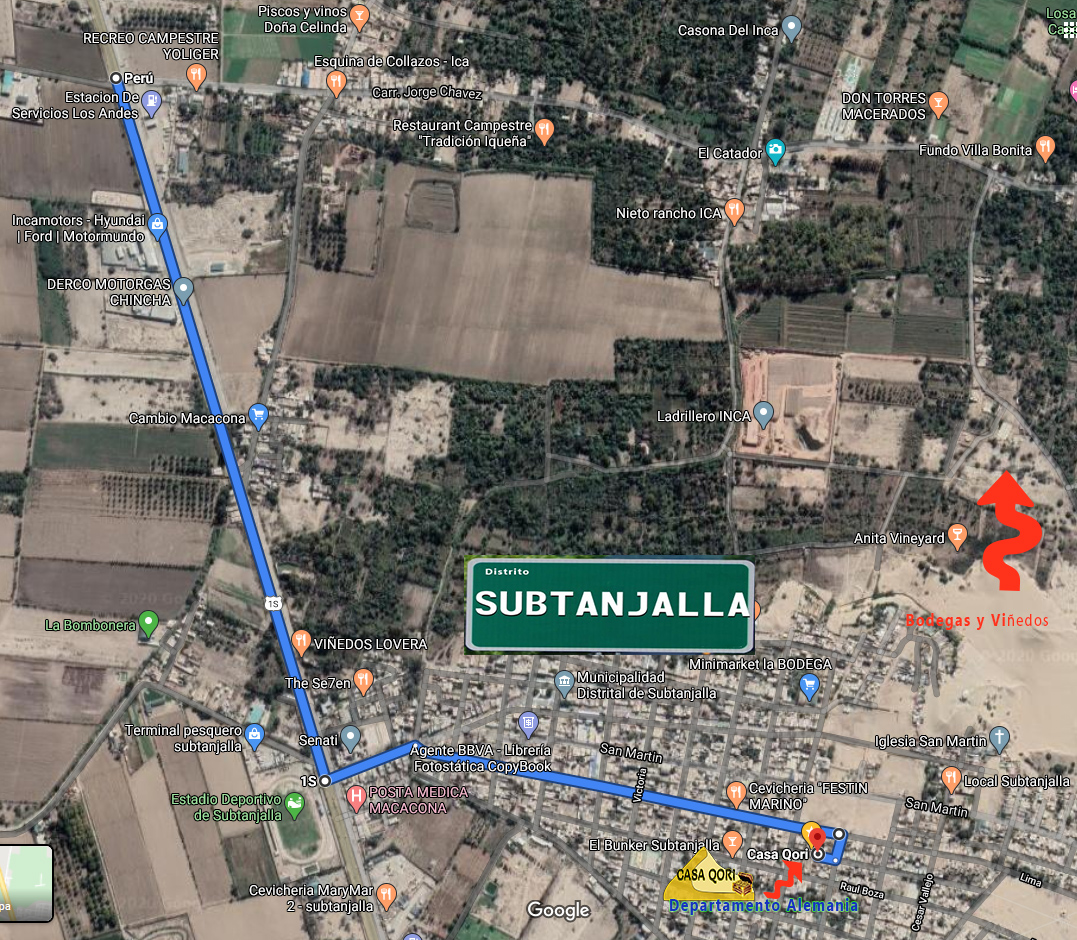 Piscos y vinos
Doña Celinda
Casona Del Inca
Losa
RECREO CAMPESTRE
YOLIGER
Perú
Esquina de Collazos - Ica
Carr. Jorge Chavez
Estacion De
Servicios Los Andes
DON TORRES
MACERADOS
Restaurant Campestre
"Tradición Iqueña"
El Catador
Fundo Villa Bonita
Nieto rancho ICA
Incamotors - Hyundai
| Ford | Motormundo
DERCO MOTORGAS
CHINCHA
Cambio Macacona
Ladrillero INCA
Anita Vineyard
Distrito
SUBTANJALLA
1S
Bodegas y Viñedos
La Bombonera
VIÑEDOS LOVERA
Minimarket la BODEGA
The Se7en
Municipalidad
Distrital de Subtanjalla
Terminal pesquero
subtanjalla
Senati
Agente BBVA - Librería
Fotostática CopyBook
San Martin
Iglesia San Martin
1S
POSTA MEDICA
MACACONA
Victoria
Cevicheria "FESTIN
MARINO"
Local Subtanjalla
San Martin
Estadio Deportivo
de Subtanjalla
El Bunker Subtanjalla
Casa Qori
CASA QORI
Departamento Alemania
Raul Boza
Cesar Vallejo
Lima
Cevicheria MaryMar
2 - subtanjalla
Google
pa